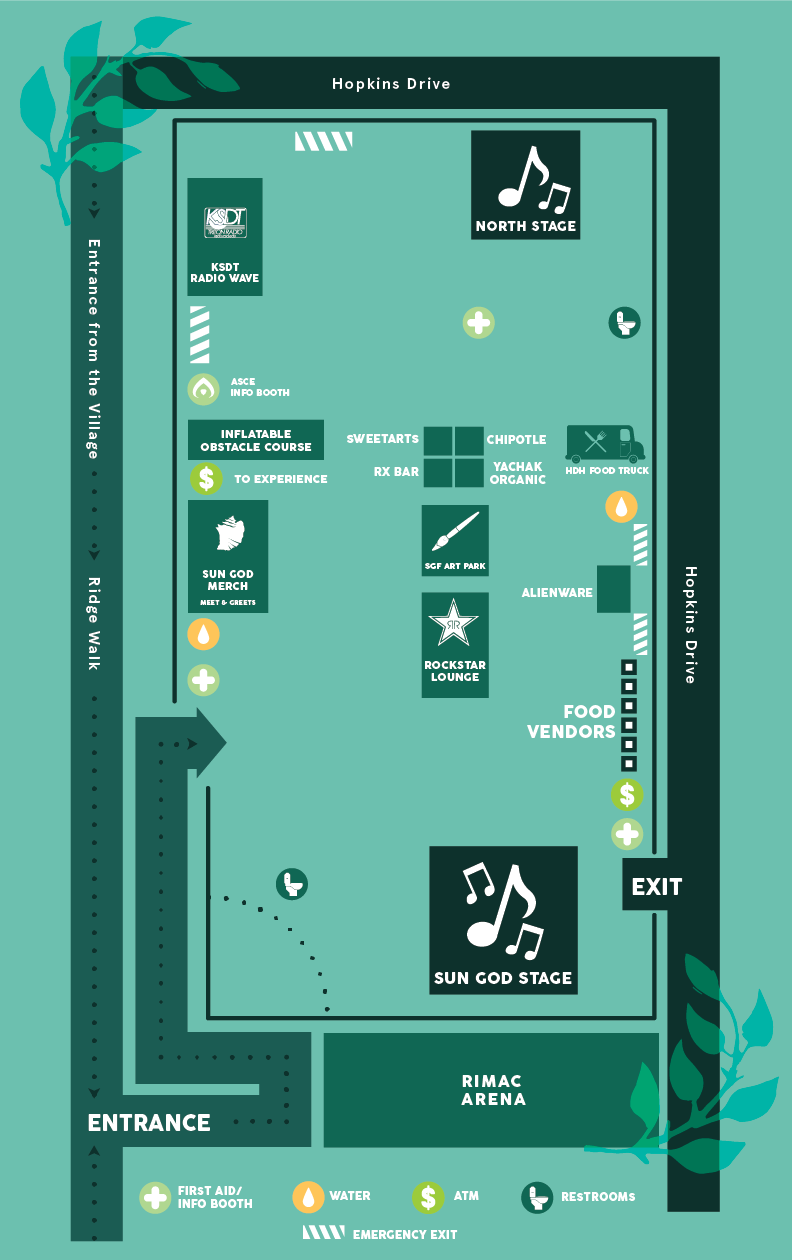 Hopkins Drive
NORTH STAGE
KSDT
KSDT
RADIO WAVE
Entrance from the Village
ASCE
INFO BOOTH
INFLATABLE
OBSTACLE COURSE
SWEETARTS
CHIPOTLE
RX BAR
YACHAK
ORGANIC
HDH FOOD TRUCK
$ TO EXPERIENCE
SGF ART PARK
SUN GOD
MERCH
MEET & GREETS
ALIENWARE
Ridge Walk
Hopkins Drive
ROCKSTAR
LOUNGE
FOOD
VENDORS
$
EXIT
SUN GOD STAGE
RIMAC
ARENA
ENTRANCE
FIRST AID/
INFO BOOTH
WATER
$ ATM
RESTROOMS
EMERGENCY EXIT